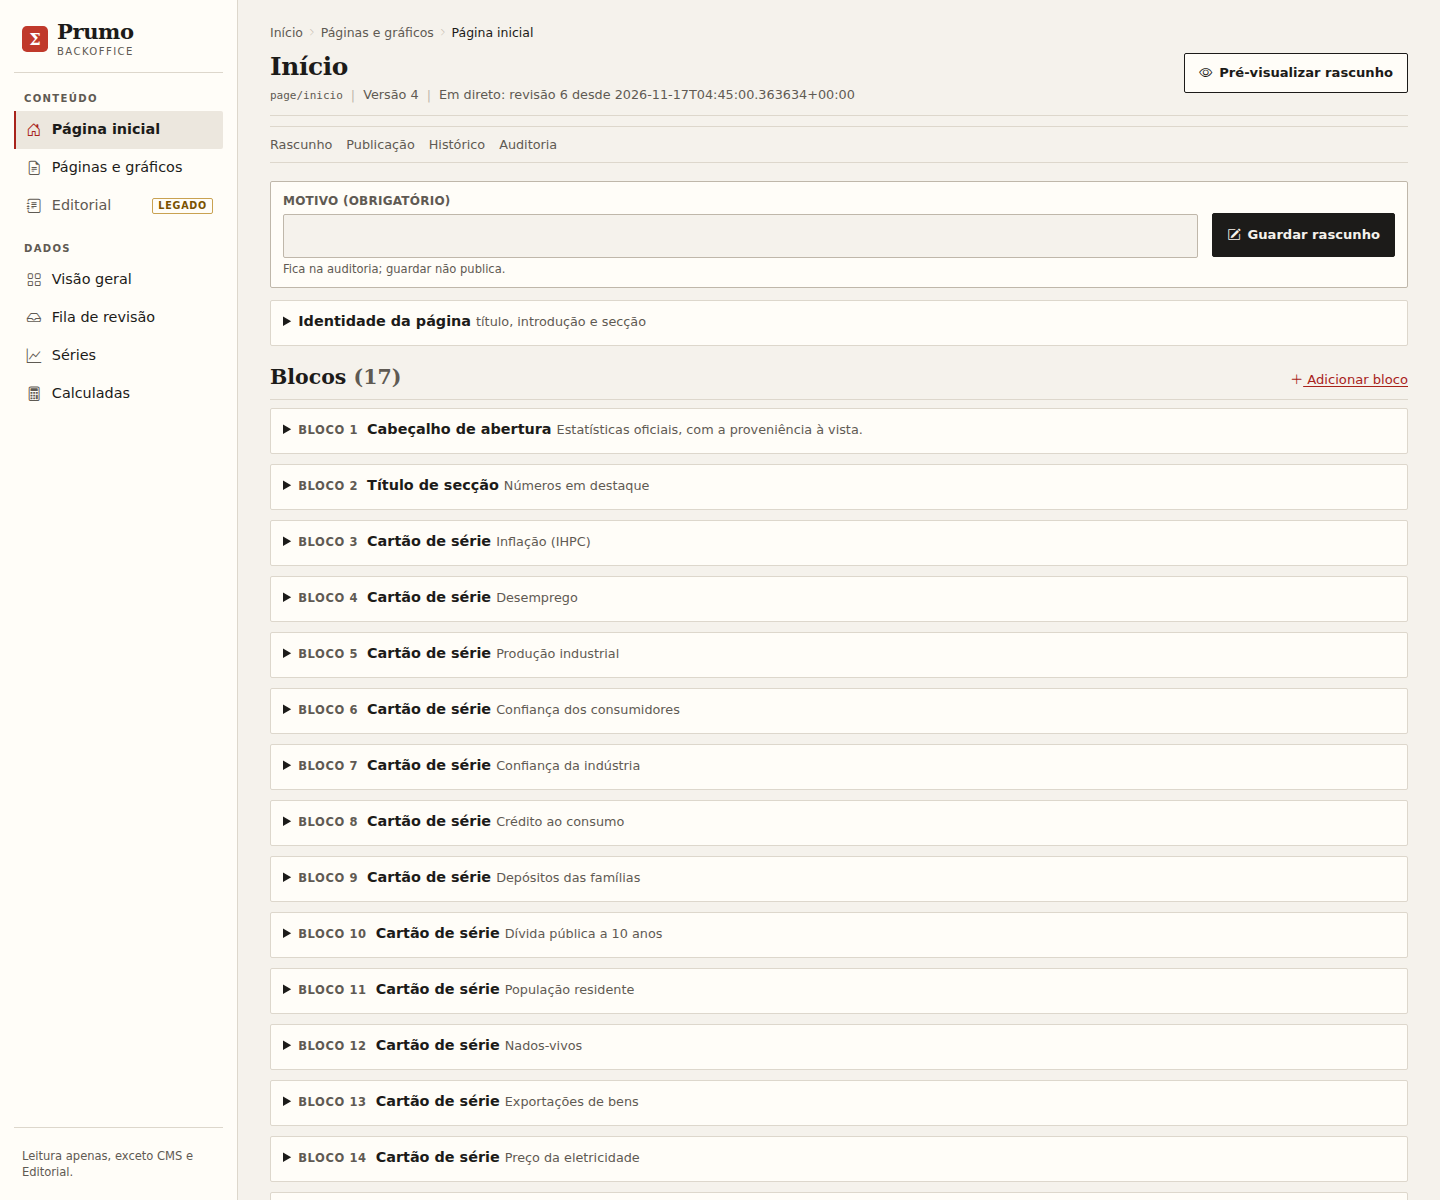 Σ Prumo
BACKOFFICE
CONTEÚDO
Página inicial
Páginas e gráficos
Editorial LEGADO
DADOS
Visão geral
Fila de revisão
Séries
Calculadas
Leitura apenas, exceto CMS e
Editorial.
Início › Páginas e gráficos › Página inicial
Início
page/inicio | Versão 4 | Em direto: revisão 6 desde 2026-11-17T04:45:00.363634+00:00
Pré-visualizar rascunho
Rascunho Publicação Histórico Auditoria
MOTIVO (OBRIGATÓRIO)
Guardar rascunho
Fica na auditoria; guardar não publica.
Identidade da página título, introdução e secção
Blocos (17)
+ Adicionar bloco
BLOCO 1 Cabeçalho de abertura Estatísticas oficiais, com a proveniência à vista.
BLOCO 2 Título de secção Números em destaque
BLOCO 3 Cartão de série Inflação (IHPC)
BLOCO 4 Cartão de série Desemprego
BLOCO 5 Cartão de série Produção industrial
BLOCO 6 Cartão de série Confiança dos consumidores
BLOCO 7 Cartão de série Confiança da indústria
BLOCO 8 Cartão de série Crédito ao consumo
BLOCO 9 Cartão de série Depósitos das famílias
BLOCO 10 Cartão de série Dívida pública a 10 anos
BLOCO 11 Cartão de série População residente
BLOCO 12 Cartão de série Nados-vivos
BLOCO 13 Cartão de série Exportações de bens
BLOCO 14 Cartão de série Preço da eletricidade